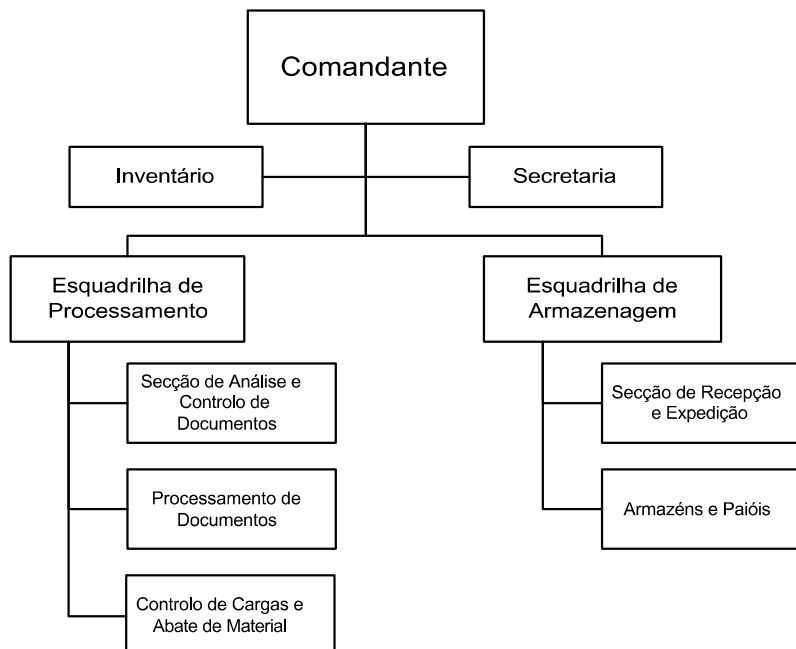 Comandante
Inventário
Secretaria
Esquadrilha de
Processamento
Esquadrilha de
Armazenagem
Secção de Análise e
Controlo de
Documentos
Secção de Recepção
e Expedição
Processamento de
Documentos
Armazéns e Paióis
Controlo de Cargas e
Abate de Material